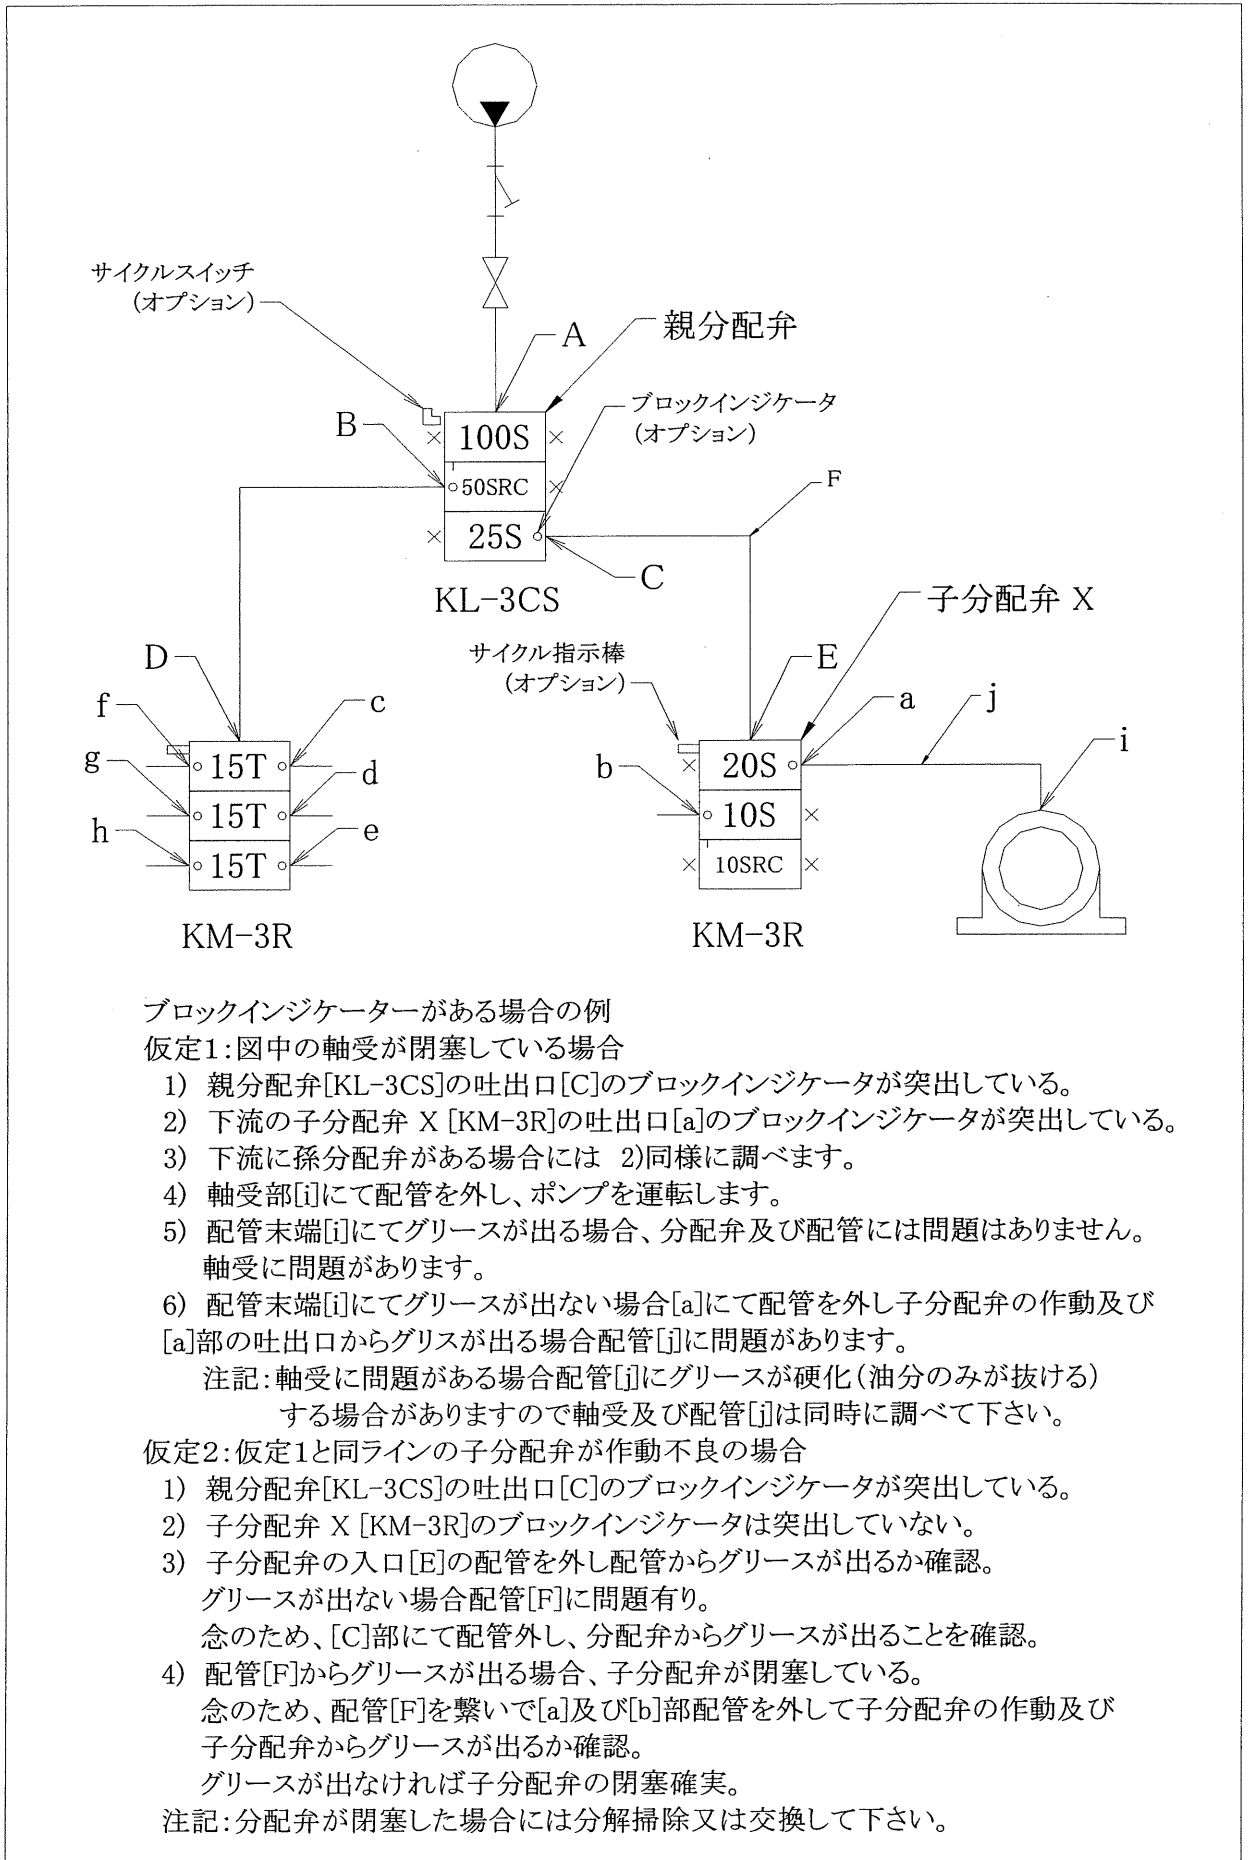 サイクルスイッチ
(オプション)
A
親分配弁
ブロックインジケータ
(オプション)
B
100S
50SRC
25S
F
C
KL-3CS
子分配弁 X
サイクル指示棒
(オプション)
D
E
f
c
a
j
i
15T
g
d
20S
b
15T
10S
h
e
15T
10SRC
KM-3R
KM-3R
ブロックインジケーターがある場合の例
仮定1:図中の軸受が閉塞している場合
1) 親分配弁[KL-3CS]の吐出口[C]のブロックインジケータが突出している。
2) 下流の子分配弁 X [KM-3R]の吐出口[a]のブロックインジケータが突出している。
3) 下流に孫分配弁がある場合には 2)同様に調べます。
4) 軸受部[i]にて配管を外し、ポンプを運転します。
5) 配管末端[i]にてグリースが出る場合、分配弁及び配管には問題はありません。
軸受に問題があります。
6) 配管末端[i]にてグリースが出ない場合[a]にて配管を外し子分配弁の作動及び
[a]部の吐出口からグリスが出る場合配管[j]に問題があります。
注記:軸受に問題がある場合配管[j]にグリースが硬化(油分のみが抜ける)
する場合がありますので軸受及び配管[j]は同時に調べて下さい。
仮定2:仮定1と同ラインの子分配弁が作動不良の場合
1) 親分配弁[KL-3CS]の吐出口[C]のブロックインジケータが突出している。
2) 子分配弁 X [KM-3R]のブロックインジケータは突出していない。
3) 子分配弁の入口[E]の配管を外し配管からグリースが出るか確認。
グリースが出ない場合配管[F]に問題有り。
念のため、[C]部にて配管外し、分配弁からグリースが出ることを確認。
4) 配管[F]からグリースが出る場合、子分配弁が閉塞している。
念のため、配管[F]を繋いで[a]及び[b]部配管を外して子分配弁の作動及び
子分配弁からグリースが出るか確認。
グリースが出なければ子分配弁の閉塞確実。
注記:分配弁が閉塞した場合には分解掃除又は交換して下さい。